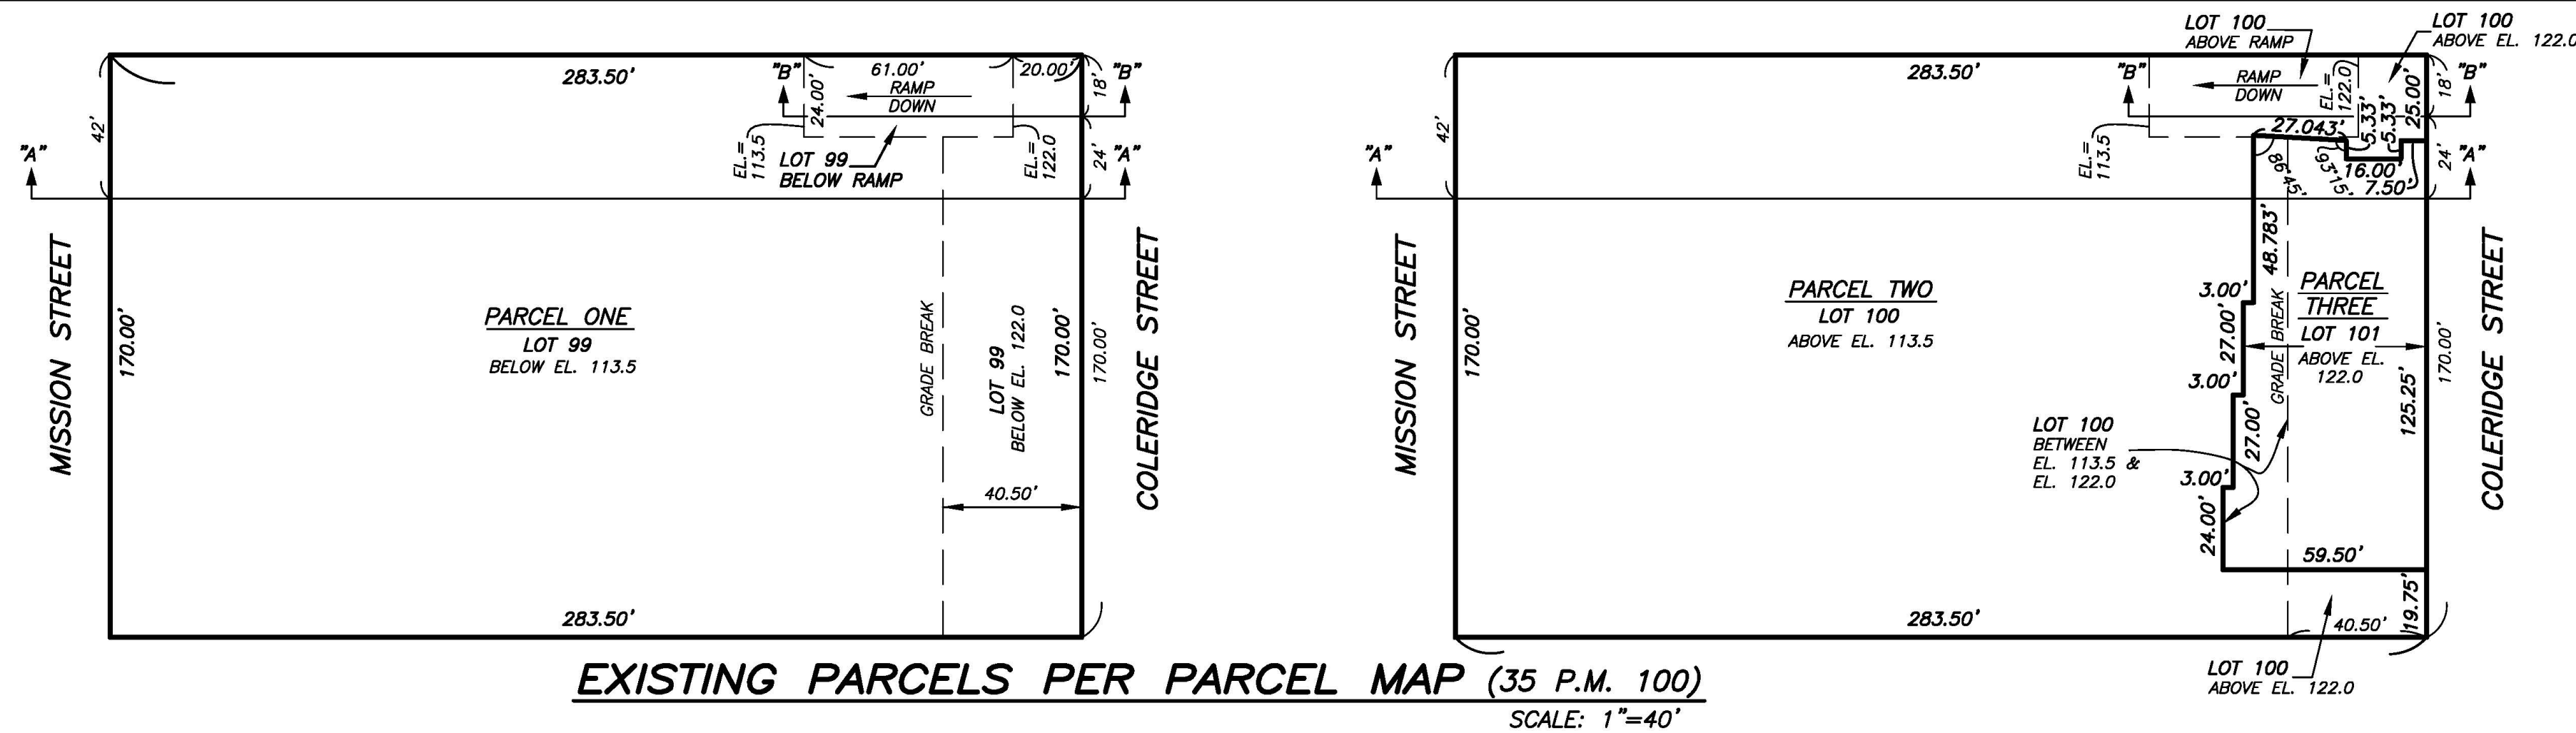 283.50'
"B"
61.00'
20.00'
"B"
RAMP
DOWN
24.00'
18'
42'
"A"
EL.=
113.5
LOT 99
BELOW RAMP
EL.=
122.0
24'
"A"
MISSION STREET
170.00'
PARCEL ONE
LOT 99
BELOW EL. 113.5
GRADE BREAK
LOT 99
BELOW EL. 122.0
170.00'
170.00'
COLERIDGE STREET
40.50'
283.50'
LOT 100
ABOVE RAMP
LOT 100
ABOVE EL. 122.0
283.50'
"B"
RAMP
DOWN
EL.=
122.0
5.33'
5.33'
25.00'
18'
"B"
42'
"A"
EL.=
113.5
27.043'
86°45'
93°15'
16.00'
7.50'
24'
"A"
MISSION STREET
170.00'
PARCEL TWO
LOT 100
ABOVE EL. 113.5
48.783'
3.00'
27.00'
3.00'
27.00'
3.00'
24.00'
GRADE BREAK
PARCEL
THREE
LOT 101
ABOVE EL.
122.0
125.25'
170.00'
COLERIDGE STREET
LOT 100
BETWEEN
EL. 113.5 &
EL. 122.0
59.50'
19.75'
283.50'
40.50'
LOT 100
ABOVE EL. 122.0
EXISTING PARCELS PER PARCEL MAP (35 P.M. 100)
SCALE: 1"=40'